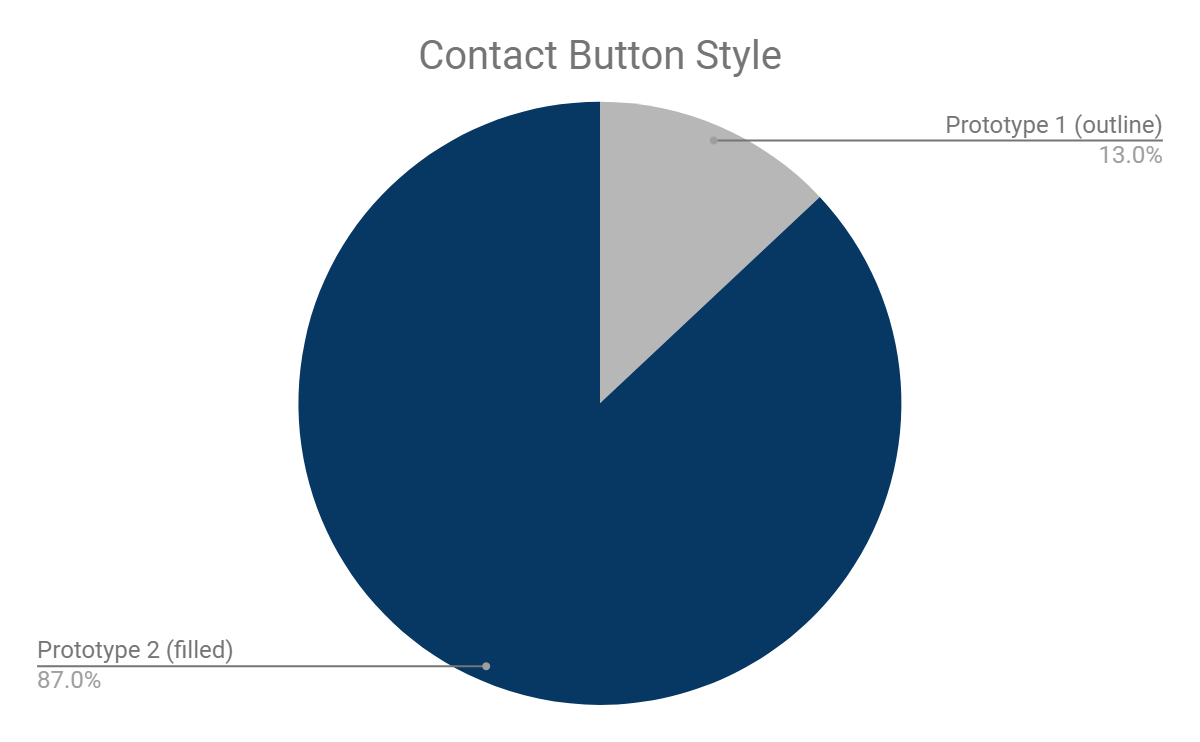 Contact Button Style
Prototype 1 (outline)
13.0%
Prototype 2 (filled)
87.0%